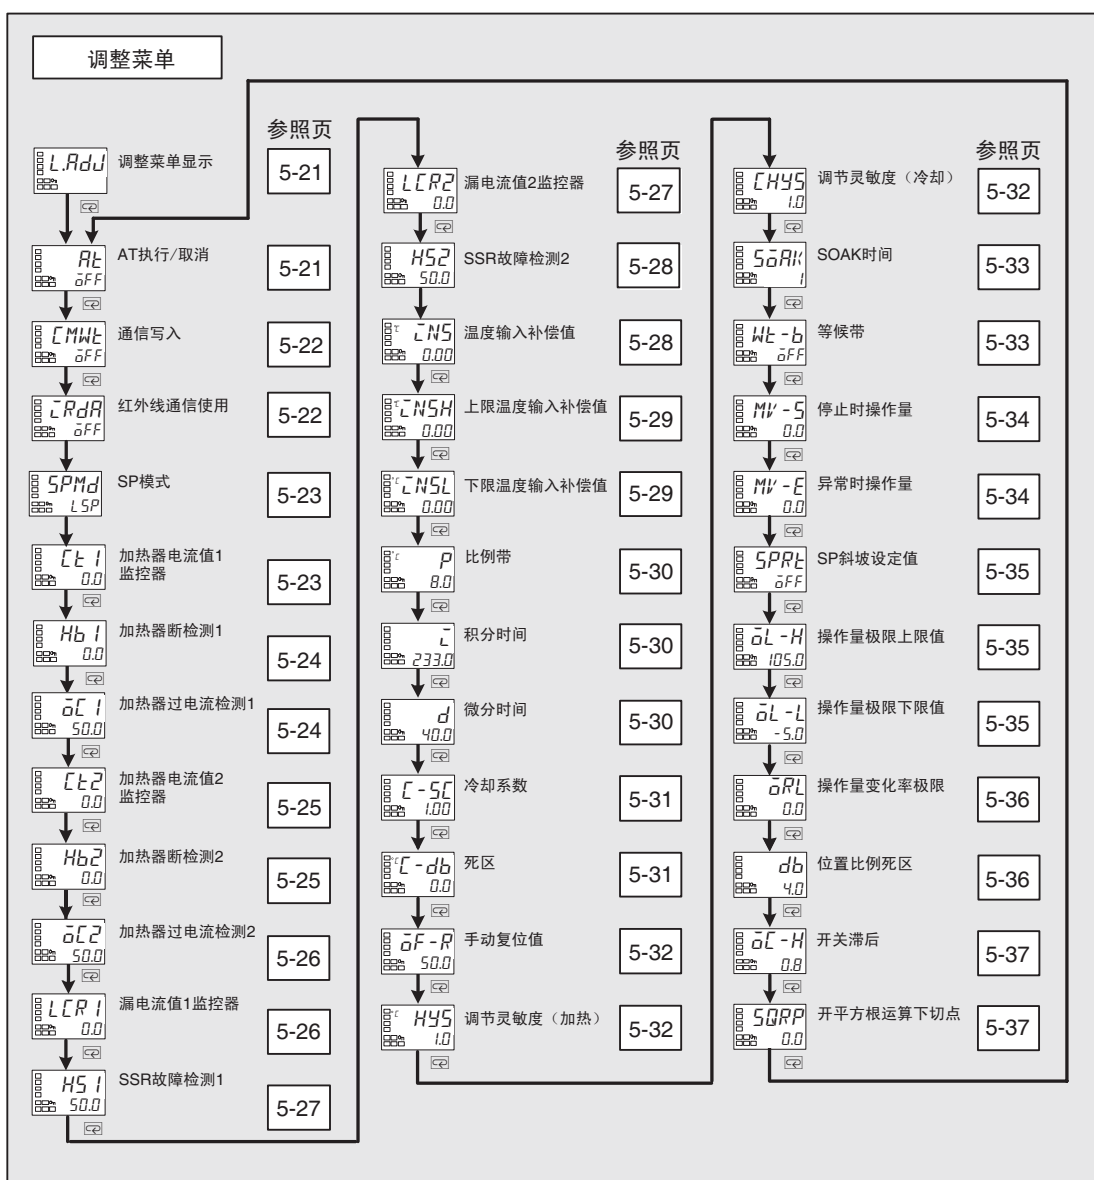 调整菜单
参照页
L.AdJ
调整菜单显示
5-21
At
oFF
AT执行/取消
5-21
CMWt
oFF
通信写入
5-22
iRdA
oFF
红外线通信使用
5-22
SPMd
LSP
SP模式
5-23
Ct1
0.0
加热器电流值1
监控器
5-23
Hb1
0.0
加热器断检测1
5-24
oC1
50.0
加热器过电流检测1
5-24
Ct2
0.0
加热器电流值2
监控器
5-25
Hb2
0.0
加热器断检测2
5-25
oC2
50.0
加热器过电流检测2
5-26
LCR1
0.0
漏电流值1监控器
5-26
HS1
50.0
SSR故障检测1
5-27
参照页
LCR2
0.0
漏电流值2监控器
5-27
HS2
50.0
SSR故障检测2
5-28
℃ iNS
0.00
温度输入补偿值
5-28
℃ iNSH
0.00
上限温度输入补偿值
5-29
℃ iNSL
0.00
下限温度输入补偿值
5-29
℃ P
8.0
比例带
5-30
i
233.0
积分时间
5-30
d
40.0
微分时间
5-30
C-SC
1.00
冷却系数
5-31
℃ C-db
0.0
死区
5-31
oF-R
50.0
手动复位值
5-32
℃ HYS
1.0
调节灵敏度（加热）
5-32
参照页
CHYS
1.0
调节灵敏度（冷却）
5-32
SoAK
1
SOAK时间
5-33
Wt-b
oFF
等候带
5-33
MV-S
0.0
停止时操作量
5-34
MV-E
0.0
异常时操作量
5-34
SPRt
oFF
SP斜坡设定值
5-35
oL-H
105.0
操作量极限上限值
5-35
oL-L
-5.0
操作量极限下限值
5-35
oRL
0.0
操作量变化率极限
5-36
db
4.0
位置比例死区
5-36
oC-H
0.8
开关滞后
5-37
SQRP
0.0
开平方根运算下切点
5-37